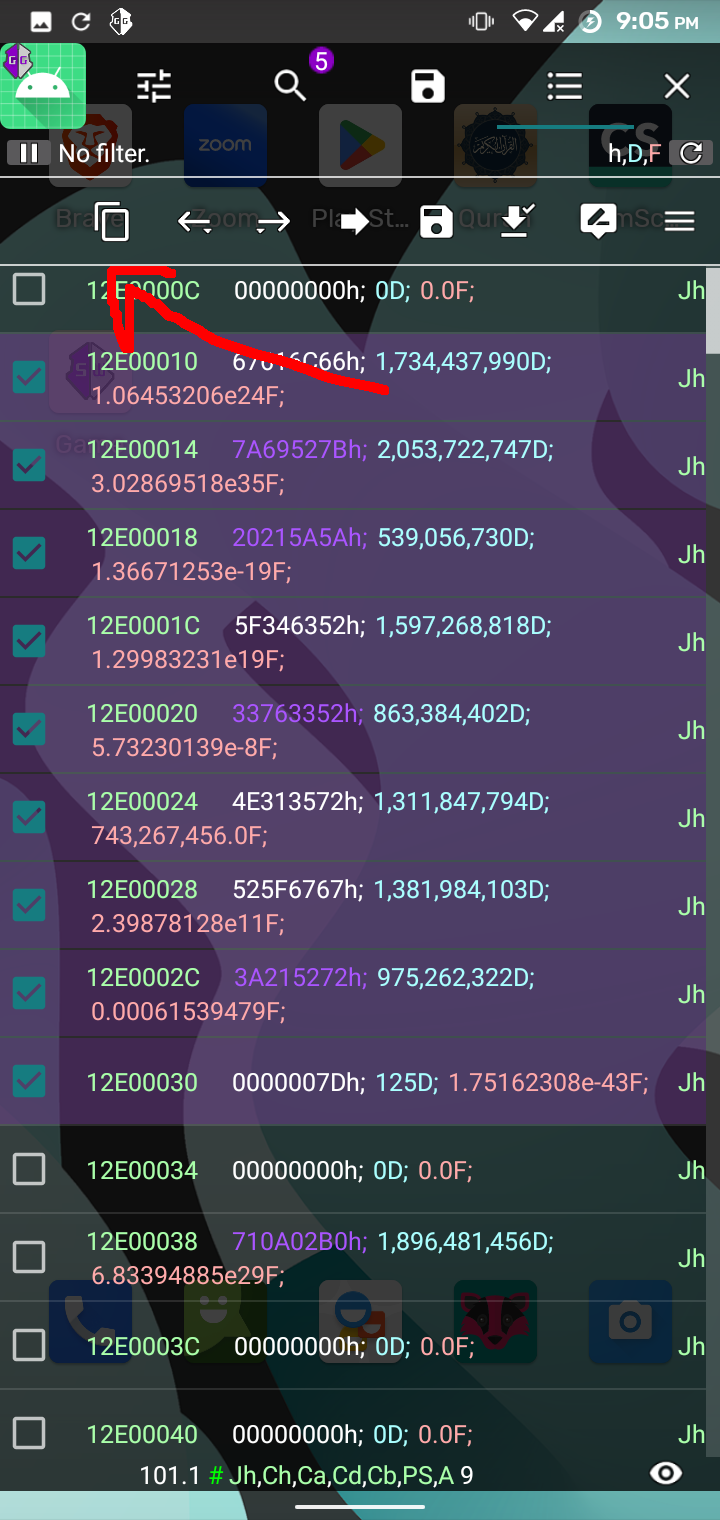 9:05 PM
GG
5
No filter.
h,D,F
zoom
Zoom
12E0000C 00000000h; 0D; 0.0F; Jh
12E00010 67616C66h; 1,734,437,990D; Jh
1.06453206e24F;
12E00014 7A69527Bh; 2,053,722,747D; Jh
3.02869518e35F;
12E00018 20215A5Ah; 539,056,730D; Jh
1.36671253e-19F;
12E0001C 5F346352h; 1,597,268,818D; Jh
1.29983231e19F;
12E00020 33763352h; 863,384,402D; Jh
5.73230139e-8F;
12E00024 4E313572h; 1,311,847,794D; Jh
743,267,456.0F;
12E00028 525F6767h; 1,381,984,103D; Jh
2.39878128e11F;
12E0002C 3A215272h; 975,262,322D; Jh
0.00061539479F;
12E00030 0000007Dh; 125D; 1.75162308e-43F; Jh
12E00034 00000000h; 0D; 0.0F; Jh
12E00038 710A02B0h; 1,896,481,456D; Jh
6.83394885e29F;
12E0003C 00000000h; 0D; 0.0F; Jh
12E00040 00000000h; 0D; 0.0F; Jh
101.1 # Jh,Ch,Ca,Cd,Cb,PS,A 9